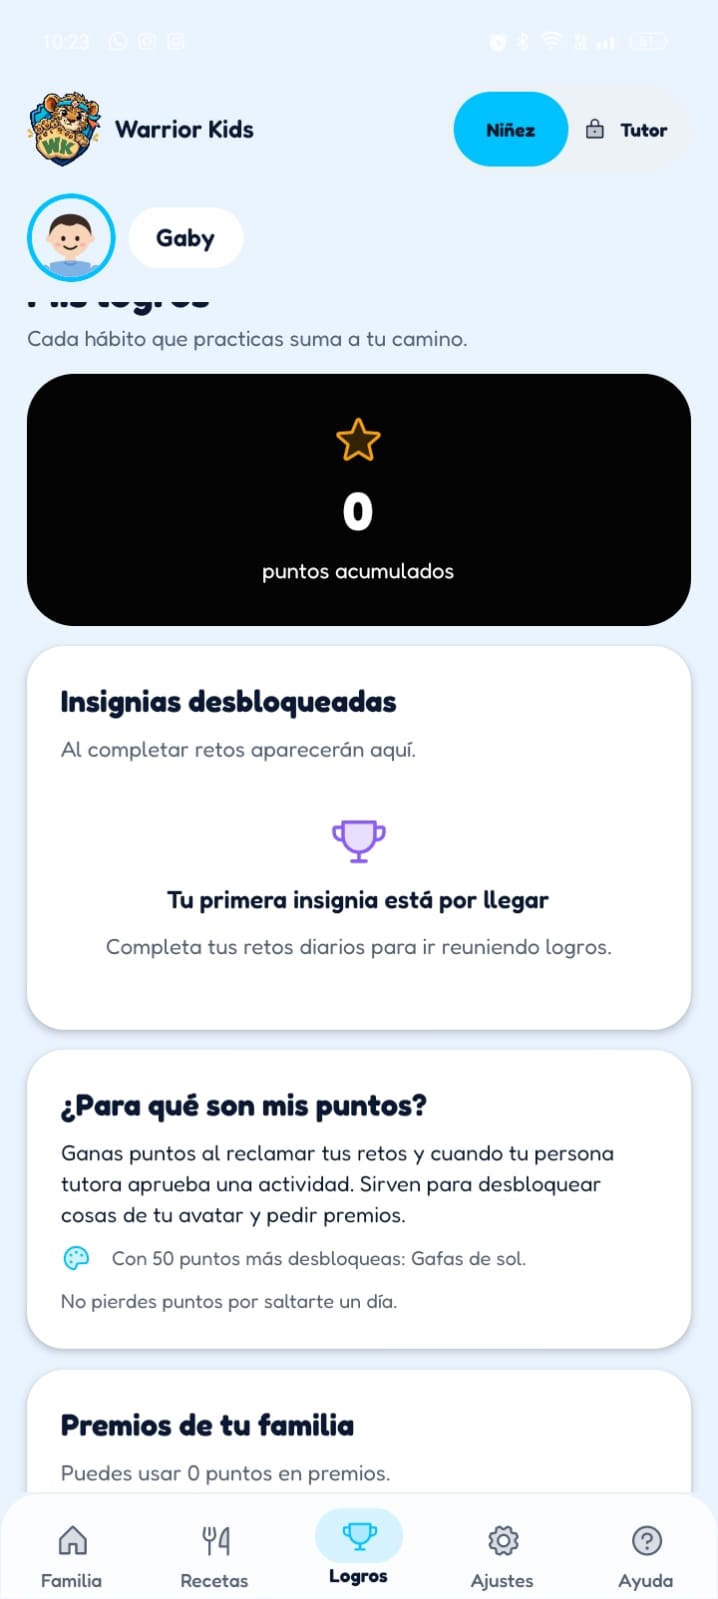 10:23
Warrior Kids
Niñez
Tutor
Gaby
Mis logros
Cada hábito que practicas suma a tu camino.
0
puntos acumulados
Insignias desbloqueadas
Al completar retos aparecerán aquí.
Tu primera insignia está por llegar
Completa tus retos diarios para ir reuniendo logros.
¿Para qué son mis puntos?
Ganas puntos al reclamar tus retos y cuando tu persona
tutora aprueba una actividad. Sirven para desbloquear
cosas de tu avatar y pedir premios.
Con 50 puntos más desbloqueas: Gafas de sol.
No pierdes puntos por saltarte un día.
Premios de tu familia
Puedes usar 0 puntos en premios.
Familia
Recetas
Logros
Ajustes
Ayuda